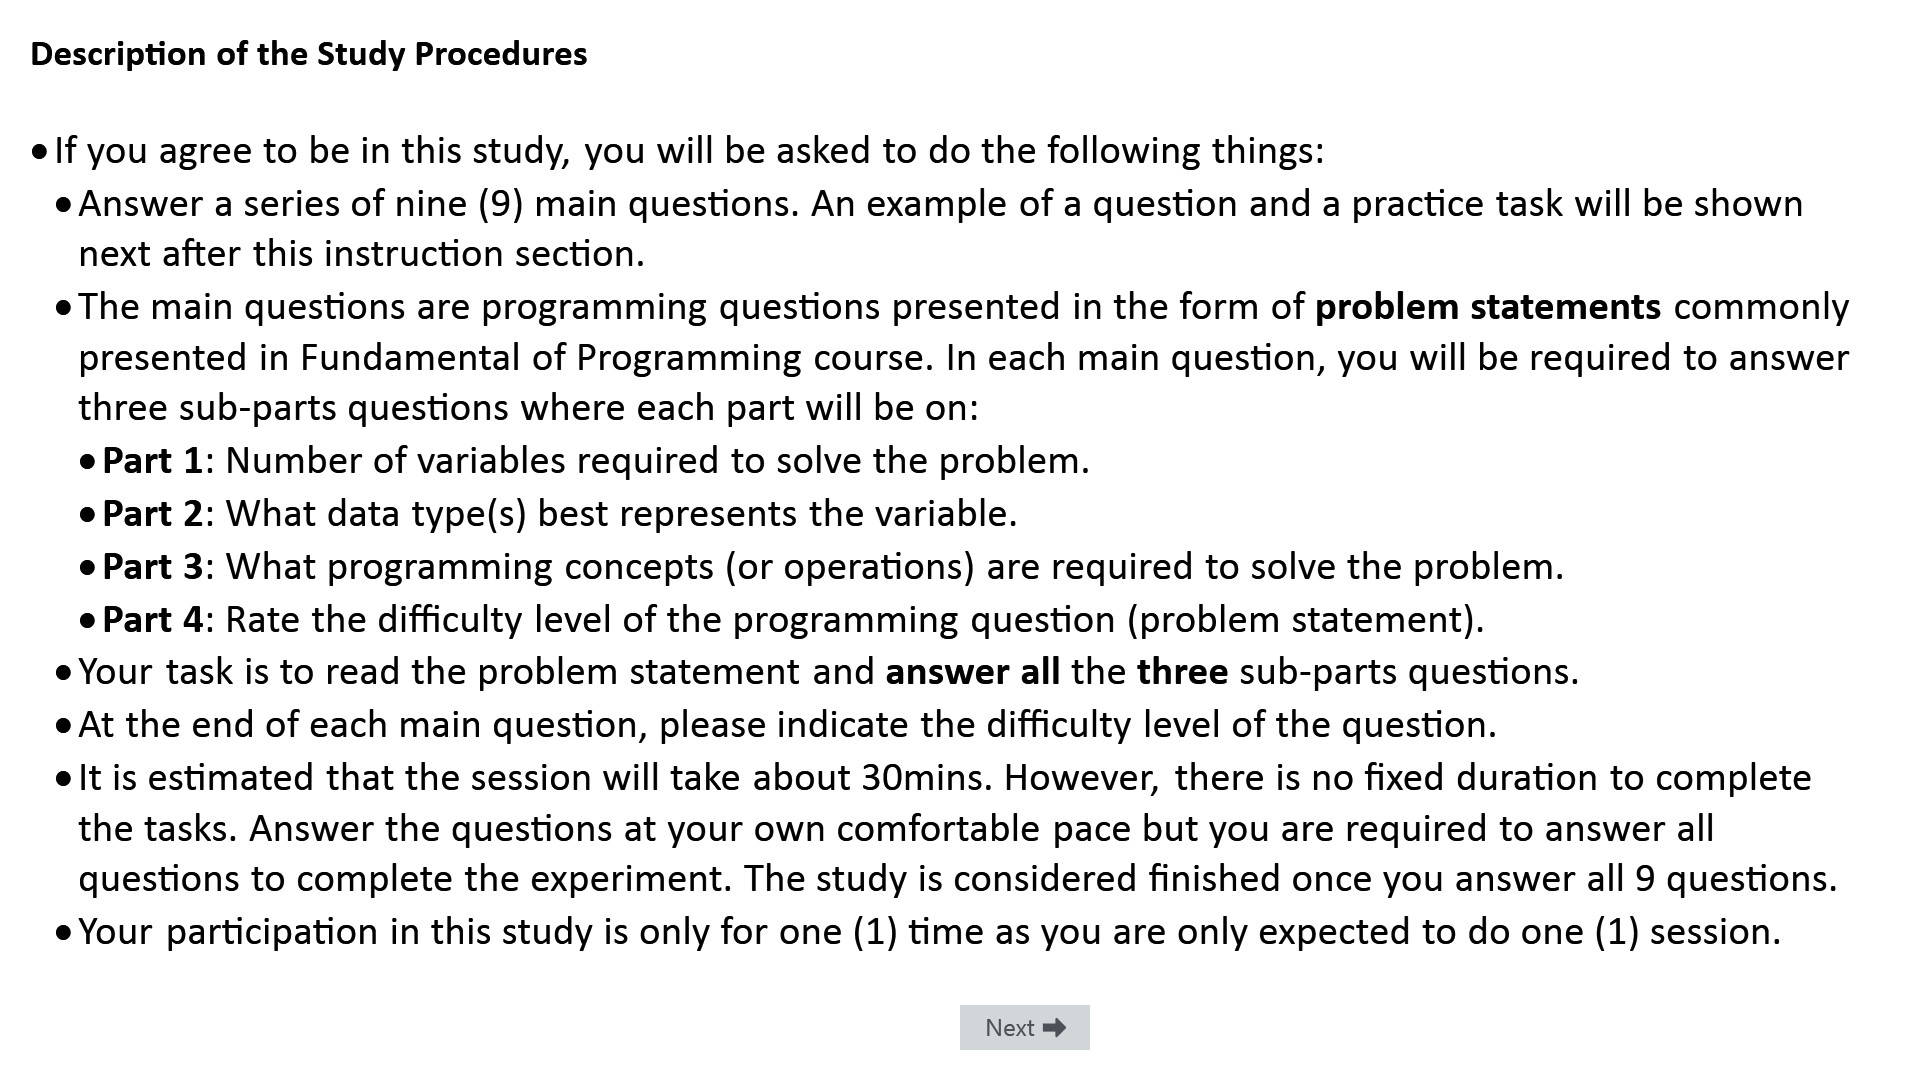 Description of the Study Procedures
• If you agree to be in this study, you will be asked to do the following things:
• Answer a series of nine (9) main questions. An example of a question and a practice task will be shown
next after this instruction section.
• The main questions are programming questions presented in the form of problem statements commonly
presented in Fundamental of Programming course. In each main question, you will be required to answer
three sub-parts questions where each part will be on:
• Part 1: Number of variables required to solve the problem.
• Part 2: What data type(s) best represents the variable.
• Part 3: What programming concepts (or operations) are required to solve the problem.
• Part 4: Rate the difficulty level of the programming question (problem statement).
• Your task is to read the problem statement and answer all the three sub-parts questions.
• At the end of each main question, please indicate the difficulty level of the question.
• It is estimated that the session will take about 30mins. However, there is no fixed duration to complete
the tasks. Answer the questions at your own comfortable pace but you are required to answer all
questions to complete the experiment. The study is considered finished once you answer all 9 questions.
• Your participation in this study is only for one (1) time as you are only expected to do one (1) session.
Next